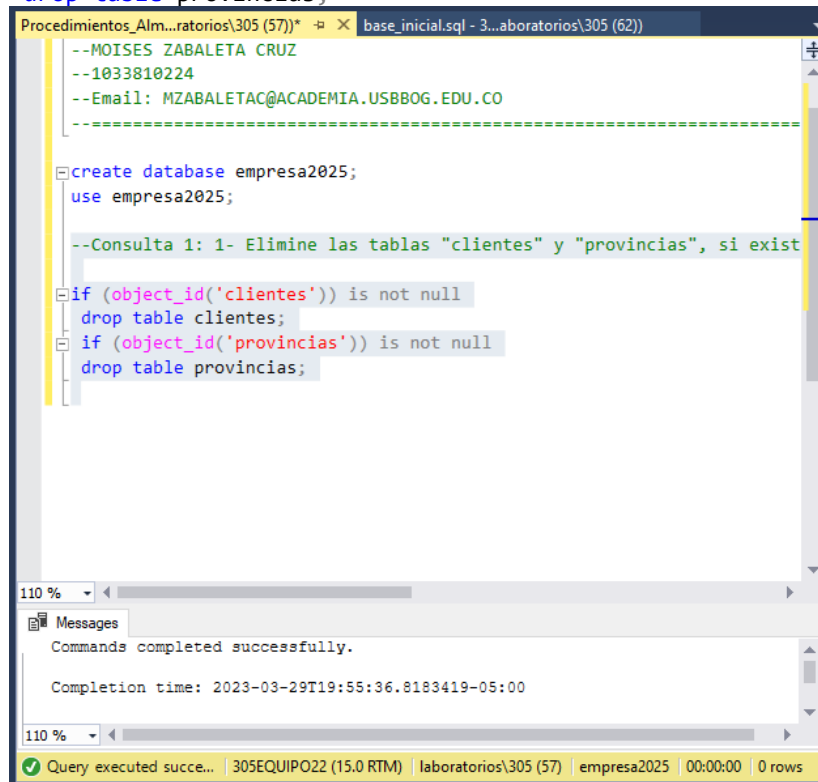 drop table provincias;
Procedimientos_Alm...ratorios\305 (57))* base_inicial.sql - 3...aboratorios\305 (62))
--MOISES ZABALETA CRUZ
--1033810224
--Email: MZABALETAC@ACADEMIA.USBBOG.EDU.CO
--=====================================================================
create database empresa2025;
use empresa2025;
--Consulta 1: 1- Elimine las tablas "clientes" y "provincias", si exist
if (object_id('clientes')) is not null
drop table clientes;
if (object_id('provincias')) is not null
drop table provincias;
110 %
Messages
Commands completed successfully.
Completion time: 2023-03-29T19:55:36.8183419-05:00
110 %
Query executed succe... 305EQUIPO22 (15.0 RTM) laboratorios\305 (57) empresa2025 00:00:00 0 rows